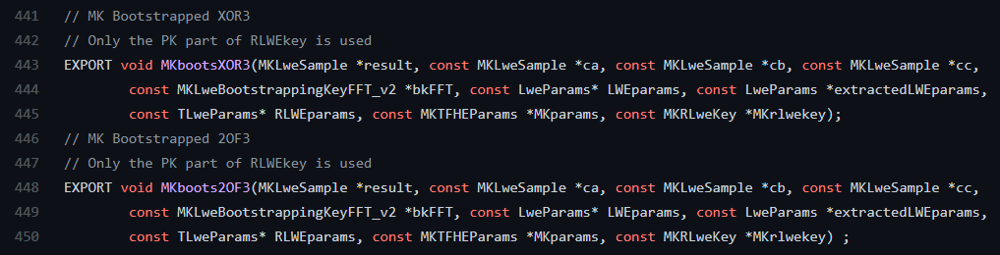 441 // MK Bootstrapped XOR3
442 // Only the PK part of RLWEkey is used
443 EXPORT void MKbootsXOR3(MKLweSample *result, const MKLweSample *ca, const MKLweSample *cb, const MKLweSample *cc,
444 const MKLweBootstrappingKeyFFT_v2 *bkFFT, const LweParams* LWEparams, const LweParams *extractedLWEparams,
445 const TLweParams* RLWEparams, const MKTFHEParams *MKparams, const MKRLweKey *MKrlwekey);
446 // MK Bootstrapped 2OF3
447 // Only the PK part of RLWEkey is used
448 EXPORT void MKboots2OF3(MKLweSample *result, const MKLweSample *ca, const MKLweSample *cb, const MKLweSample *cc,
449 const MKLweBootstrappingKeyFFT_v2 *bkFFT, const LweParams* LWEparams, const LweParams *extractedLWEparams,
450 const TLweParams* RLWEparams, const MKTFHEParams *MKparams, const MKRLweKey *MKrlwekey) ;